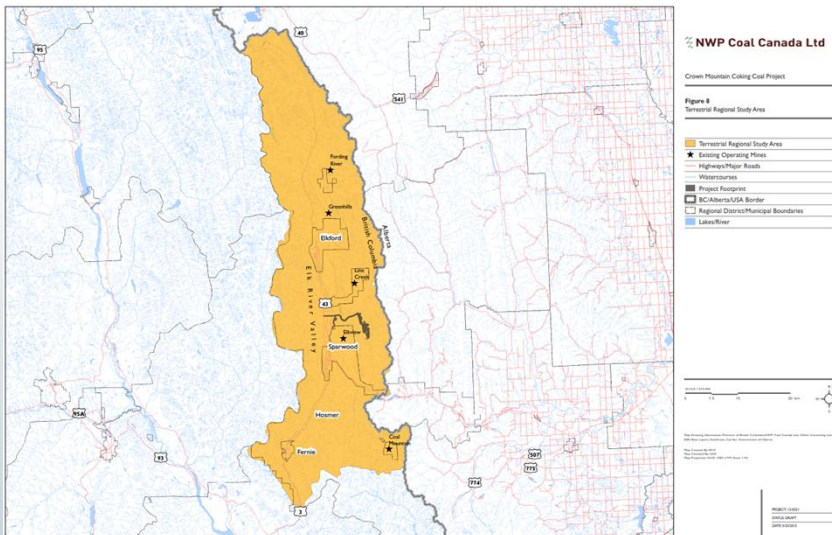 40
95
541
Fording
River
Greenhills
Elkford
Alberta
British Columbia
Line
Creek
43
Elk River Valley
Elkview
Sparwood
Hosmer
Coal
Mountain
Fernie
95A
93
507
775
774
3
NWP Coal Canada Ltd
Crown Mountain Coking Coal Project
Figure 8
Terrestrial Regional Study Area
Terrestrial Regional Study Area
Existing Operating Mines
Highways/Major Roads
Watercourses
Project Footprint
BC/Alberta/USA Border
Regional District/Municipal Boundaries
Lakes/River